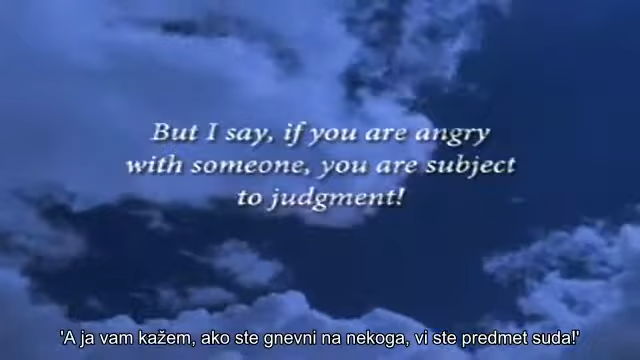 But I say, if you are angry
with someone, you are subject
to judgment!
'A ja vam kažem, ako ste gnevni na nekoga, vi ste predmet suda!'